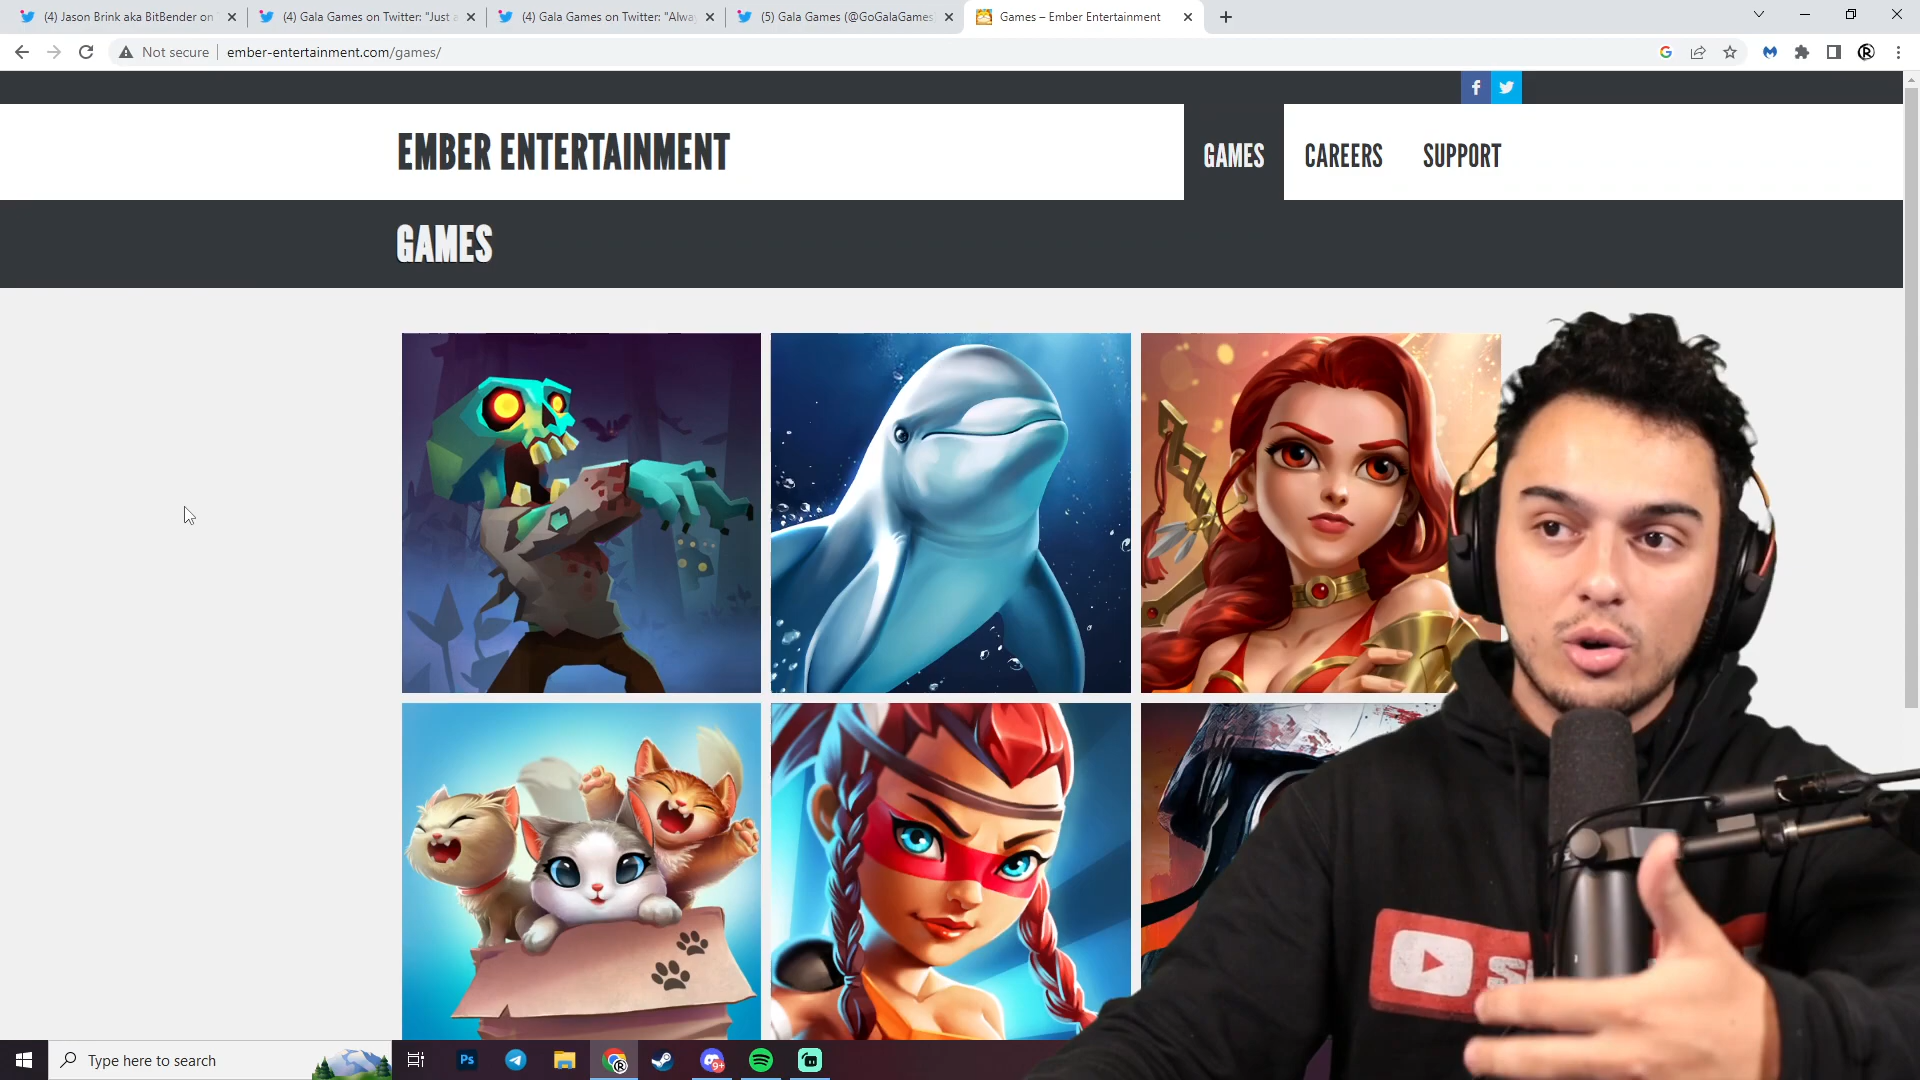 (4) Jason Brink aka BitBender on
(4) Gala Games on Twitter: "Just a
(4) Gala Games on Twitter: "Alwa
(5) Gala Games (@GoGalaGames
Games – Ember Entertainment
Not secure
ember-entertainment.com/games/
EMBER ENTERTAINMENT
GAMES
CAREERS
SUPPORT
GAMES
Type here to search
Ps
9+